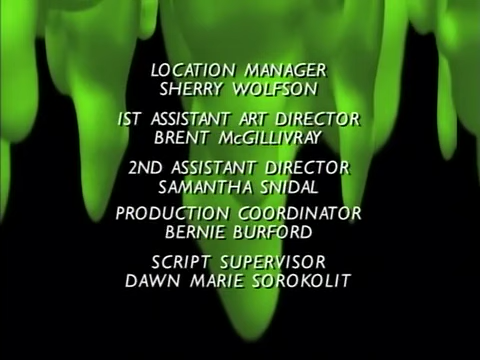 LOCATION MANAGER
SHERRY WOLFSON
1ST ASSISTANT ART DIRECTOR
BRENT McGILLIVRAY
2ND ASSISTANT DIRECTOR
SAMANTHA SNIDAL
PRODUCTION COORDINATOR
BERNIE BURFORD
SCRIPT SUPERVISOR
DAWN MARIE SOROKOLIT